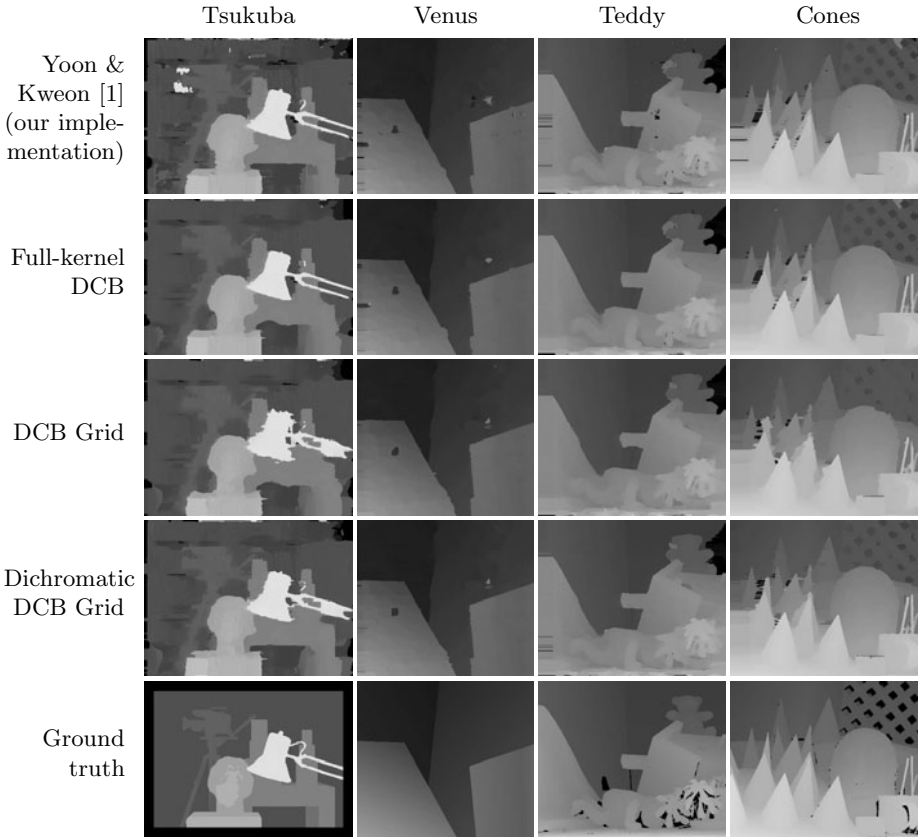 Tsukuba Venus Teddy Cones
Yoon &
Kweon [1]
(our imple-
mentation)
Full-kernel
DCB
DCB Grid
Dichromatic
DCB Grid
Ground
truth